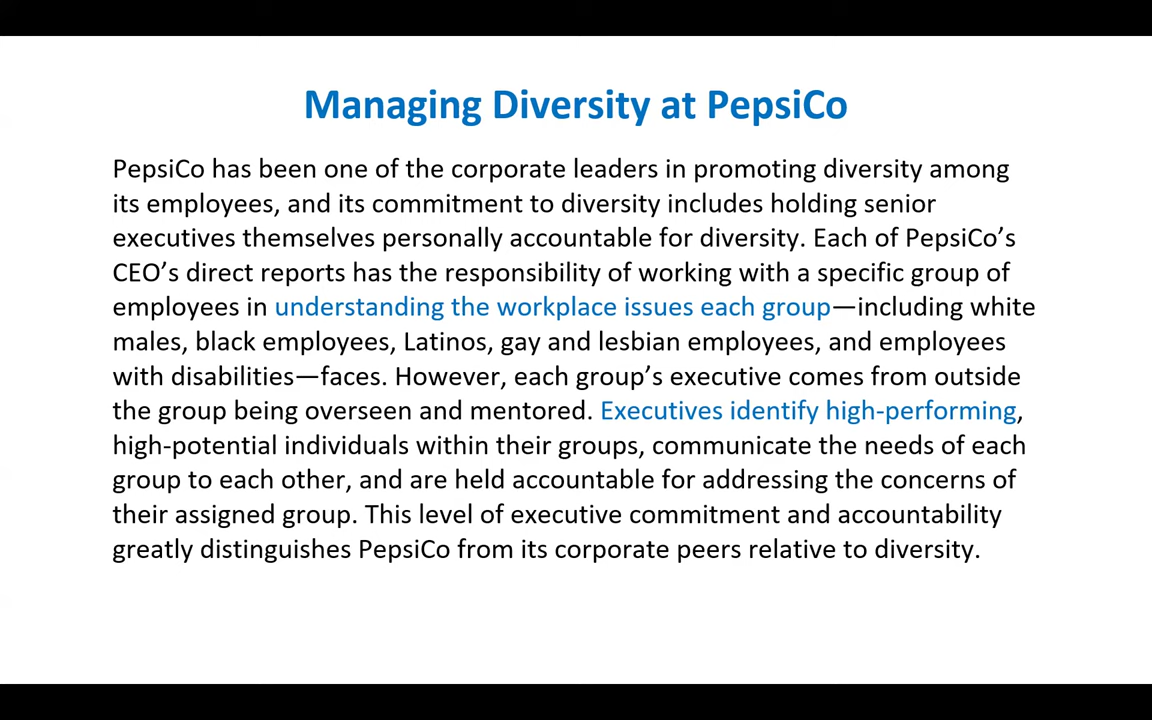 Managing Diversity at PepsiCo
PepsiCo has been one of the corporate leaders in promoting diversity among
its employees, and its commitment to diversity includes holding senior
executives themselves personally accountable for diversity. Each of PepsiCo’s
CEO’s direct reports has the responsibility of working with a specific group of
employees in understanding the workplace issues each group—including white
males, black employees, Latinos, gay and lesbian employees, and employees
with disabilities—faces. However, each group’s executive comes from outside
the group being overseen and mentored. Executives identify high-performing,
high-potential individuals within their groups, communicate the needs of each
group to each other, and are held accountable for addressing the concerns of
their assigned group. This level of executive commitment and accountability
greatly distinguishes PepsiCo from its corporate peers relative to diversity.